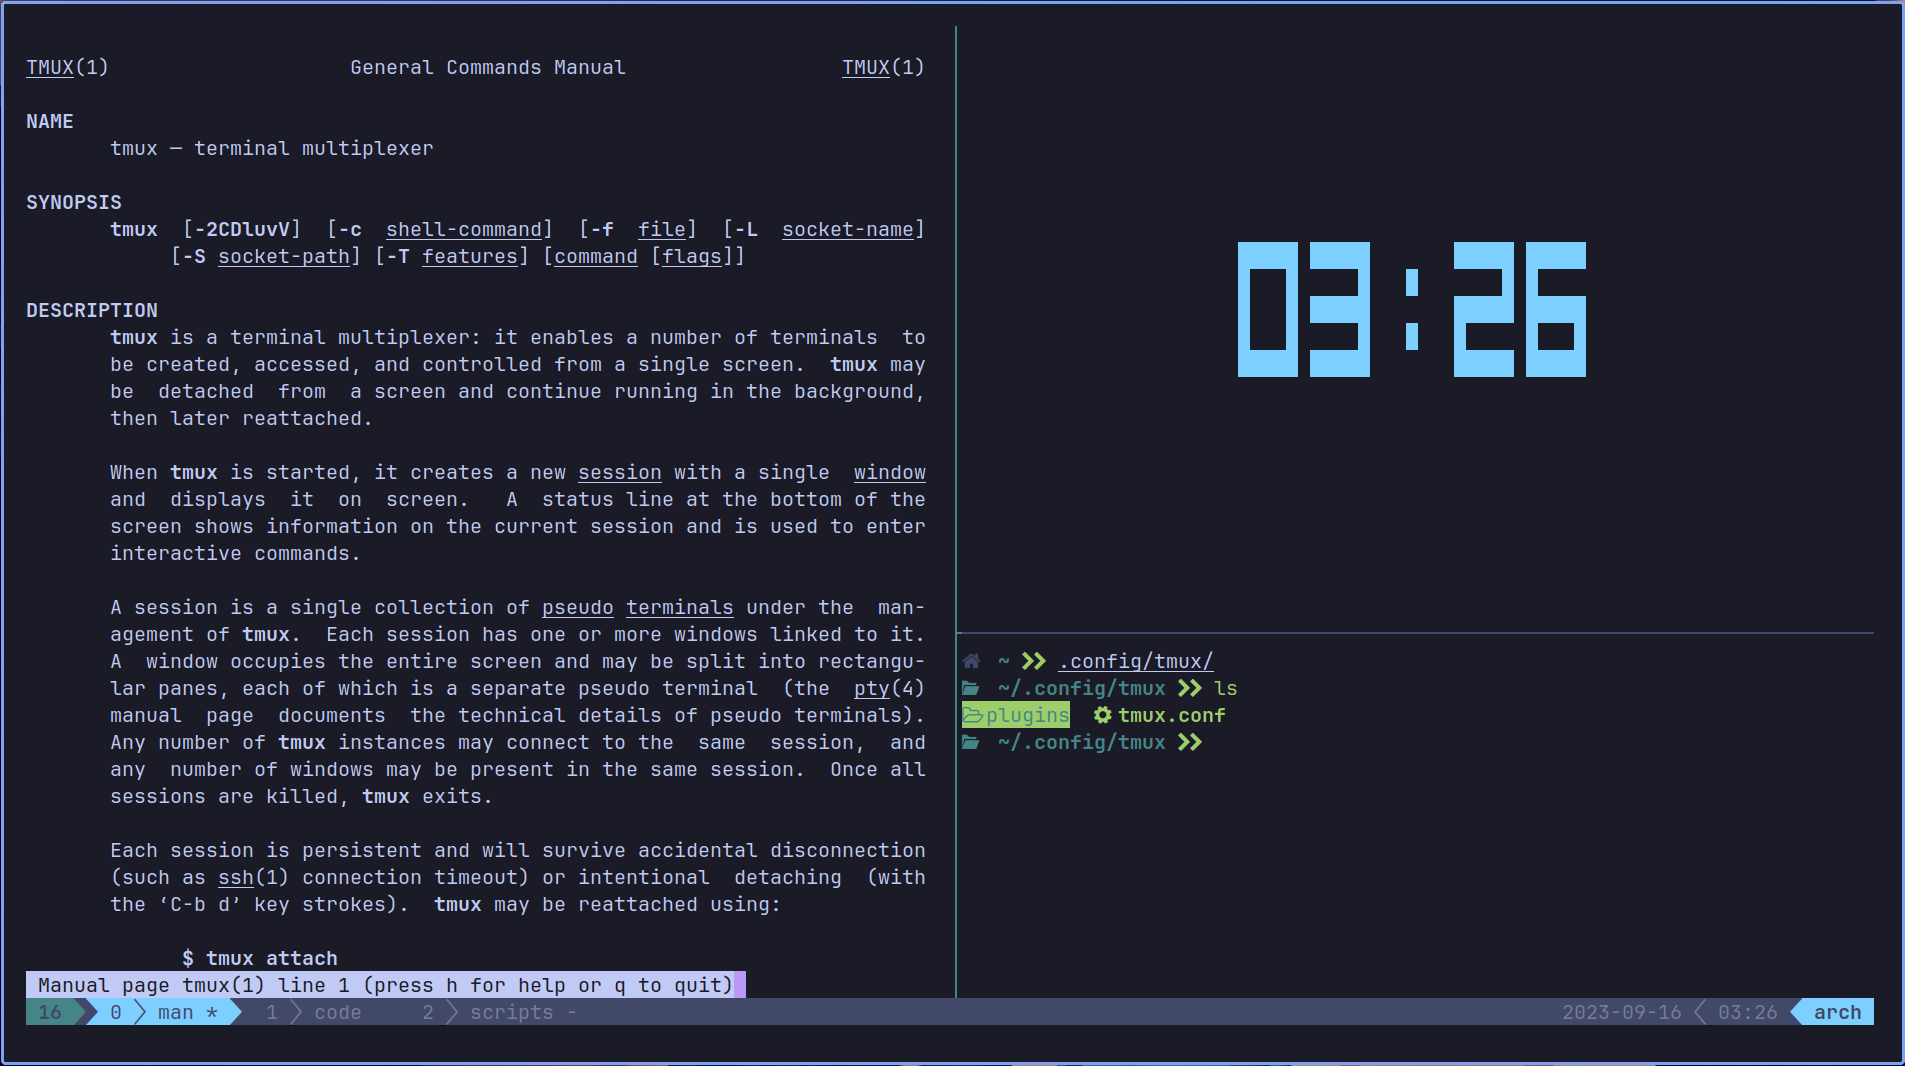 TMUX(1)                    General Commands Manual                  TMUX(1)
NAME
tmux — terminal multiplexer
SYNOPSIS
tmux  [-2CDluvV]  [-c  shell-command]  [-f  file]  [-L  socket-name]
[-S socket-path] [-T features] [command [flags]]
DESCRIPTION
tmux is a terminal multiplexer: it enables a number of terminals  to
be created, accessed, and controlled from a single screen.  tmux may
be  detached  from  a screen and continue running in the background,
then later reattached.
When tmux is started, it creates a new session with a single  window
and  displays  it  on  screen.   A  status line at the bottom of the
screen shows information on the current session and is used to enter
interactive commands.
A session is a single collection of pseudo terminals under the  man-
agement of tmux.  Each session has one or more windows linked to it.
A  window occupies the entire screen and may be split into rectangu-
lar panes, each of which is a separate pseudo terminal  (the  pty(4)
manual  page  documents  the technical details of pseudo terminals).
Any number of tmux instances may connect to the  same  session,  and
any  number of windows may be present in the same session.  Once all
sessions are killed, tmux exits.
Each session is persistent and will survive accidental disconnection
(such as ssh(1) connection timeout) or intentional  detaching  (with
the ‘C-b d’ key strokes).  tmux may be reattached using:
$ tmux attach
Manual page tmux(1) line 1 (press h for help or q to quit)
03:26
~ .config/tmux/
~/.config/tmux ls
plugins  tmux.conf
~/.config/tmux
16 0 man * 1 code 2 scripts - 2023-09-16 03:26 arch